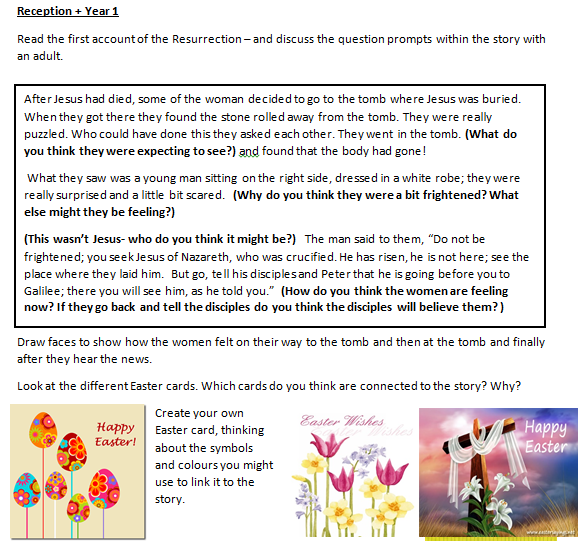 Reception + Year 1
Read the first account of the Resurrection – and discuss the question prompts within the story with
an adult.
After Jesus had died, some of the woman decided to go to the tomb where Jesus was buried.
When they got there they found the stone rolled away from the tomb. They were really
puzzled. Who could have done this they asked each other. They went in the tomb. (What do
you think they were expecting to see?) and found that the body had gone!
What they saw was a young man sitting on the right side, dressed in a white robe; they were
really surprised and a little bit scared. (Why do you think they were a bit frightened? What
else might they be feeling?)
(This wasn't Jesus- who do you think it might be?) The man said to them, “Do not be
frightened; you seek Jesus of Nazareth, who was crucified. He has risen, he is not here; see the
place where they laid him. But go, tell his disciples and Peter that he is going before you to
Galilee; there you will see him, as he told you.” (How do you think the women are feeling
now? If they go back and tell the disciples do you think the disciples will believe them? )
Draw faces to show how the women felt on their way to the tomb and then at the tomb and finally
after they hear the news.
Look at the different Easter cards. Which cards do you think are connected to the story? Why?
Happy
Easter!
Create your own
Easter card, thinking
about the symbols
and colours you might
use to link it to the
story.
Easter Wishes
Happy
Easter